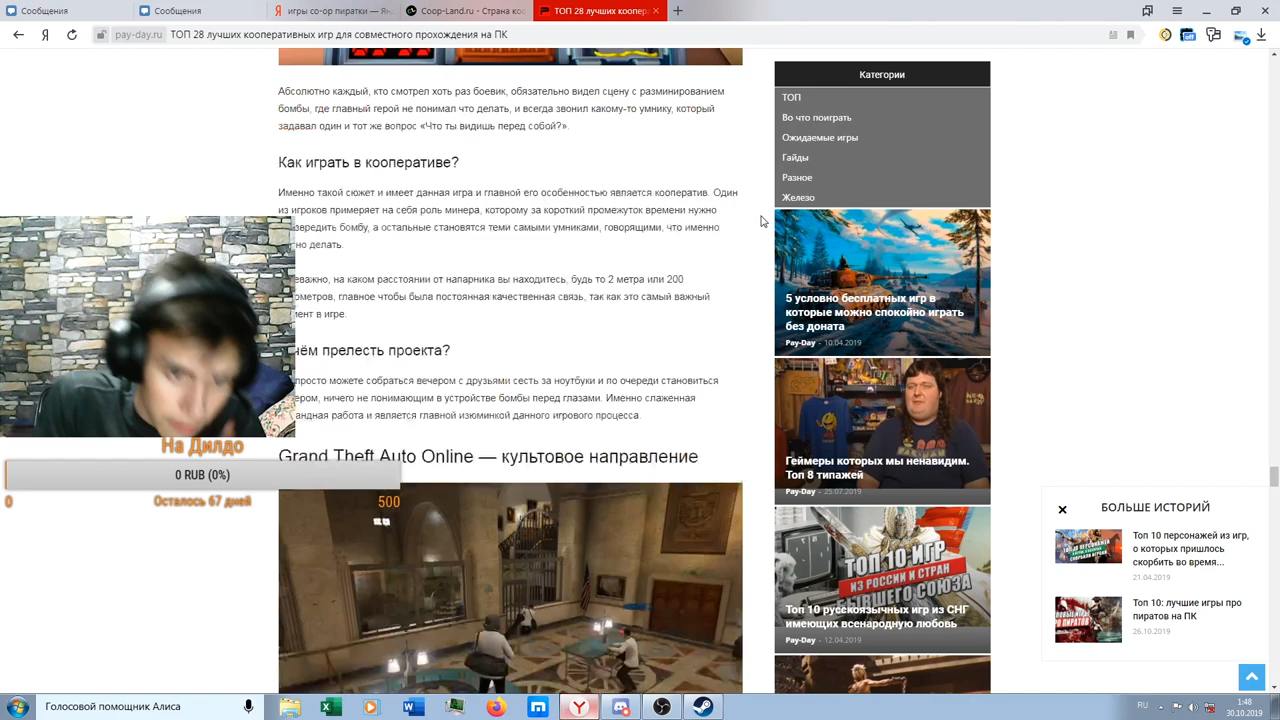 Сообщения
Сообщения
игры со-ор пиратки — Ян
Coop-Land.ru - Страна коо
ТОП 28 лучших коопер
pay-day.ru
ТОП 28 лучших кооперативных игр для совместного прохождения на ПК
Абсолютно каждый, кто смотрел хоть раз боевик, обязательно видел сцену с разминированием
бомбы, где главный герой не понимал что делать, и всегда звонил какому-то умнику, который
задавал один и тот же вопрос «Что ты видишь перед собой?».
Как играть в кооперативе?
Именно такой сюжет и имеет данная игра и главной его особенностью является кооператив. Один
из игроков примеряет на себя роль минера, которому за короткий промежуток времени нужно
звредить бомбу, а остальные становятся теми самыми умниками, говорящими, что именно
но делать.
еважно, на каком расстоянии от напарника вы находитесь, будь то 2 метра или 200
ометров, главное чтобы была постоянная качественная связь, так как это самый важный
мент в игре.
чём прелесть проекта?
просто можете собраться вечером с друзьями сесть за ноутбуки и по очереди становиться
ером, ничего не понимающим в устройстве бомбы перед глазами. Именно слаженная
андная работа и является главной изюминкой данного игрового процесса.
Grand Theft Auto Online — культовое направление
На Дилдо
0 RUB (0%)
0
Осталось 67 дней
500
Категории
ТОП
Во что поиграть
Ожидаемые игры
Гайды
Разное
Железо
5 условно бесплатных игр в
которые можно спокойно играть
без доната
Pay-Day - 10.04.2019
Геймеры которых мы ненавидим.
Топ 8 типажей
Pay-Day - 25.07.2019
ТОП 10 ИГР
ИЗ РОССИИ И СТРАН
БЫВШЕГО СОЮЗА
Топ 10 русскоязычных игр из СНГ
имеющих всенародную любовь
Pay-Day - 12.04.2019
БОЛЬШЕ ИСТОРИЙ
Топ 10 персонажей из игр,
о которых пришлось
скорбить во время...
21.04.2019
Топ 10: лучшие игры про
пиратов на ПК
26.10.2019
Голосовой помощник Алиса
RU
1:48
30.10.2019